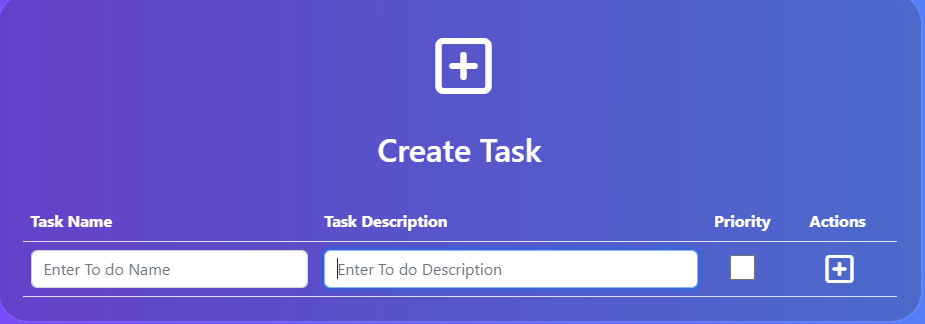 Create Task
Task Name Task Description Priority Actions
Enter To do Name Enter To do Description